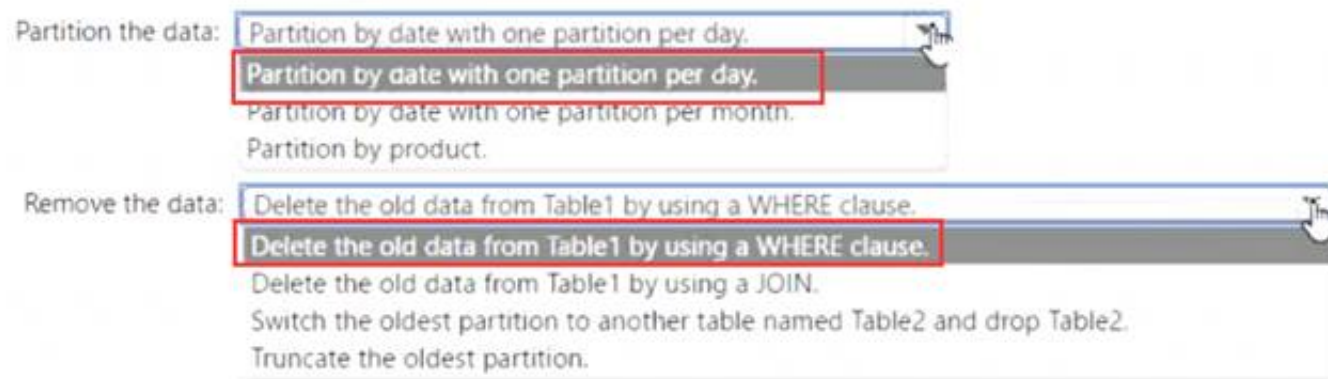 Partition the data: Partition by date with one partition per day.
Partition by date with one partition per day.
Partition by date with one partition per month.
Partition by product.
Remove the data: Delete the old data from Table1 by using a WHERE clause.
Delete the old data from Table1 by using a WHERE clause.
Delete the old data from Table1 by using a JOIN.
Switch the oldest partition to another table named Table2 and drop Table2.
Truncate the oldest partition.